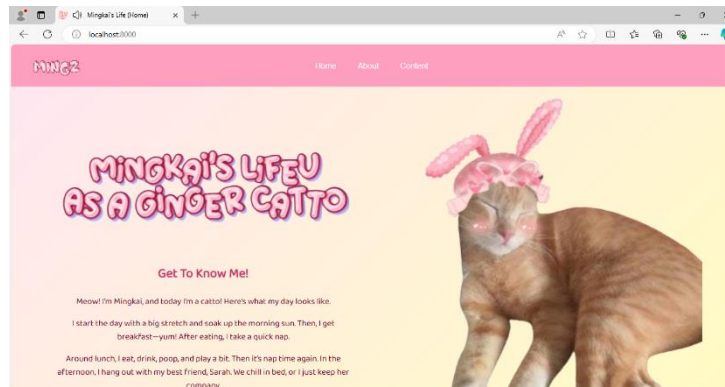 Mingkai's Life (Home)
localhost:8000
MINGZ
Home About Content
MINGKAI'S LIFEU
AS A GINGER CATTO
Get To Know Me!
Meow! I'm Mingkai, and today I'm a catto! Here's what my day looks like.
I start the day with a big stretch and soak up the morning sun. Then, I get
breakfast—yum! After eating, I take a quick nap.
Around lunch, I eat, drink, poop, and play a bit. Then it's nap time again. In the
afternoon, I hang out with my best friend, Sarah. We chill in bed, or I just keep her
company.